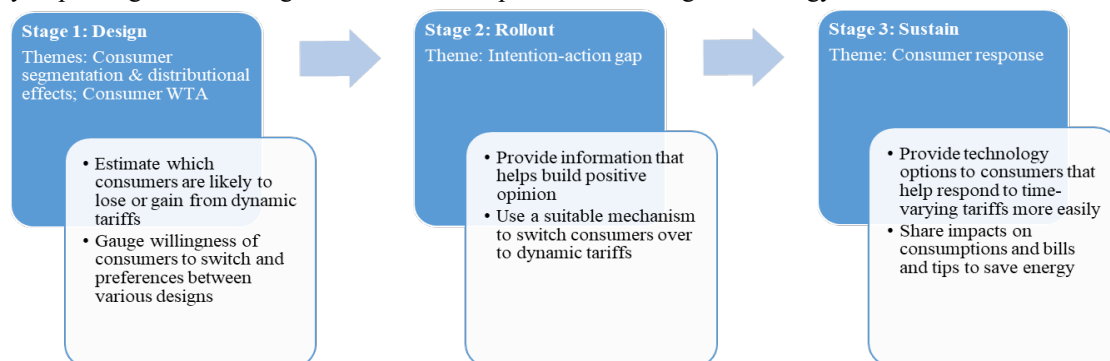 Stage 1: Design
Themes: Consumer
segmentation & distributional
effects; Consumer WTA
• Estimate which
consumers are likely to
lose or gain from dynamic
tariffs
• Gauge willingness of
consumers to switch and
preferences between
various designs
Stage 2: Rollout
Theme: Intention-action gap
• Provide information that
helps build positive
opinion
• Use a suitable mechanism
to switch consumers over
to dynamic tariffs
Stage 3: Sustain
Theme: Consumer response
• Provide technology
options to consumers that
help respond to time-
varying tariffs more easily
• Share impacts on
consumptions and bills
and tips to save energy